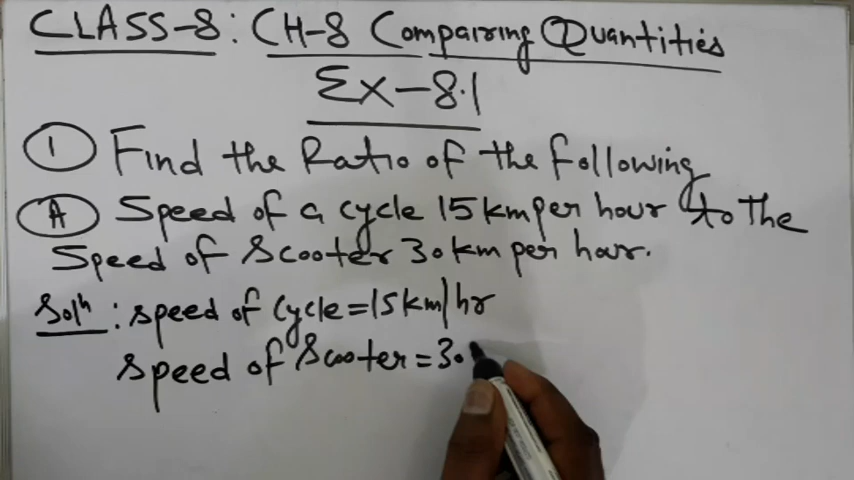 CLASS-8: CH-8 Comparing Quantities
Ex-8.1
1 Find the Ratio of the following
A Speed of a cycle 15 km per hour to the
Speed of Scooter 30 km per hour.
Solⁿ: speed of cycle = 15 km/hr
speed of Scooter = 30